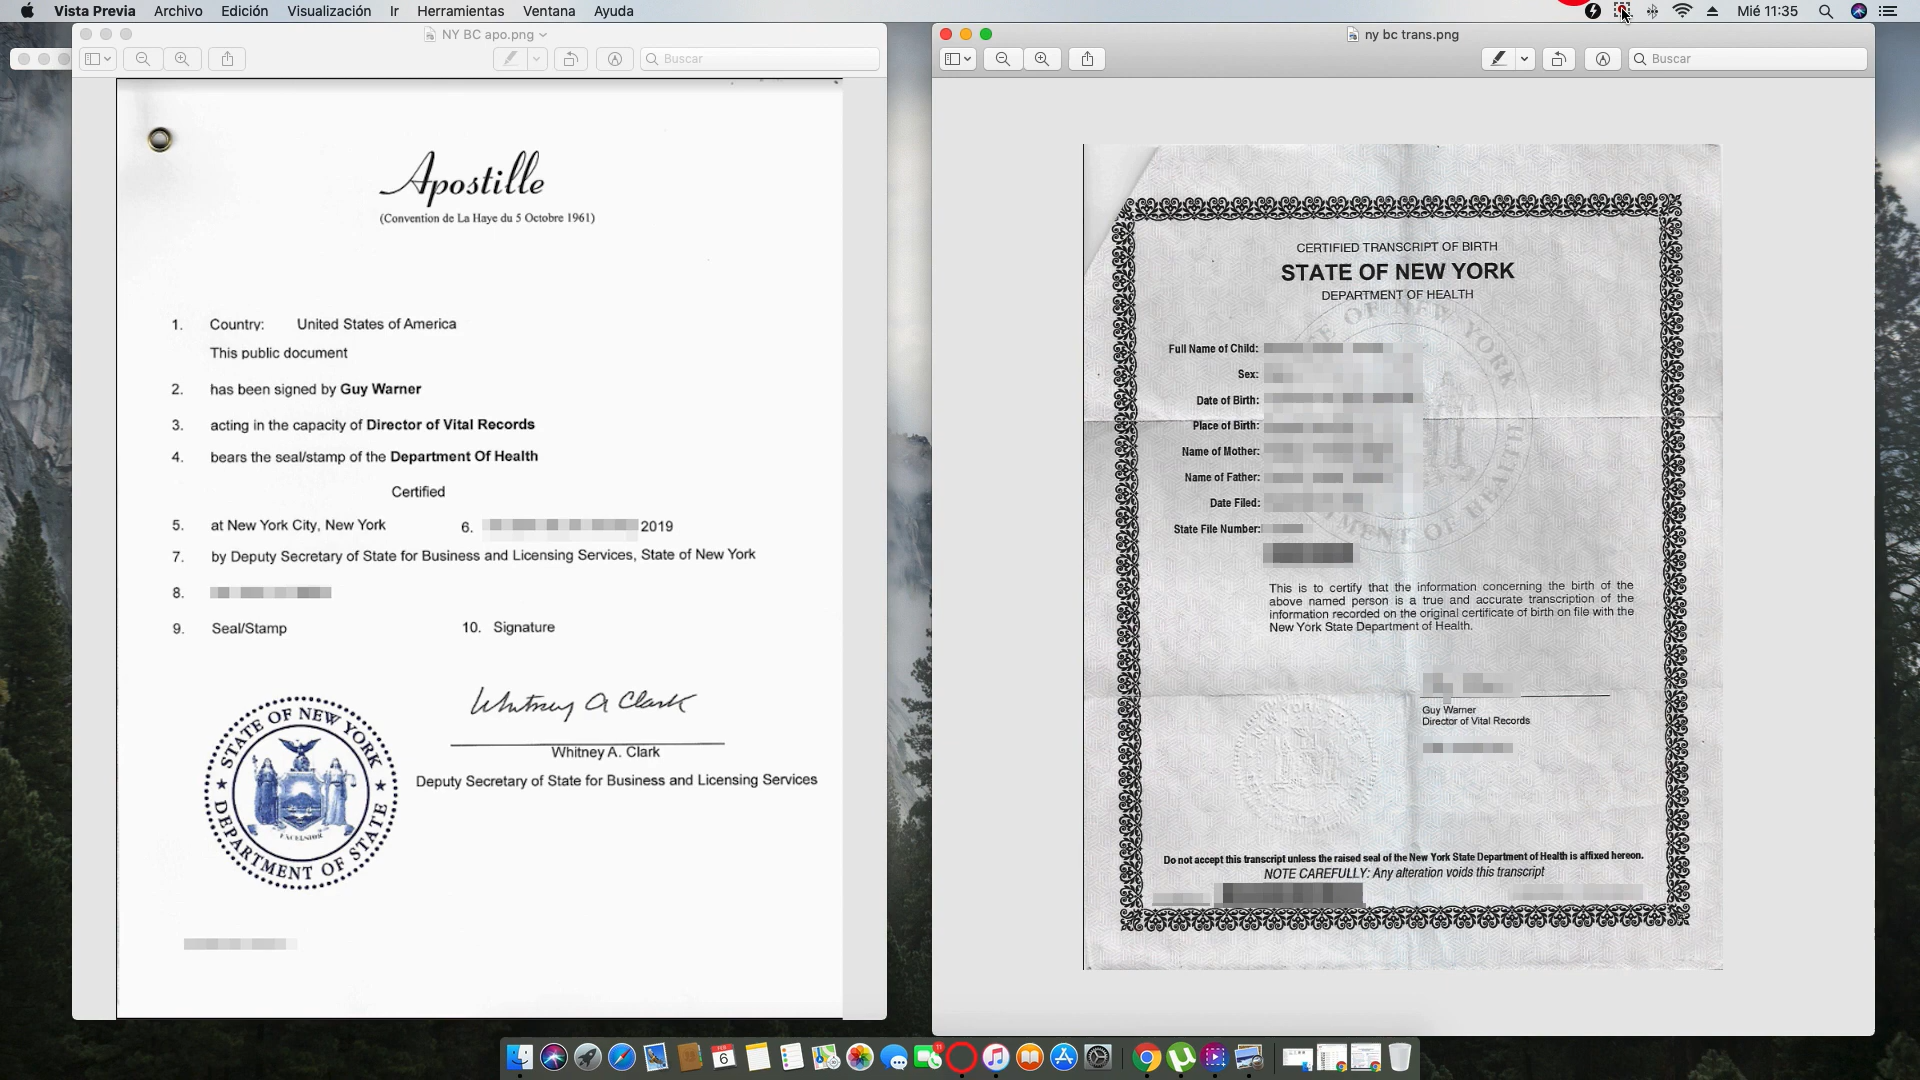 Vista Previa Archivo Edición Visualización Ir Herramientas Ventana Ayuda
Mié 11:35
NY BC apo.png
Buscar
Apostille
(Convention de La Haye du 5 Octobre 1961)
1. Country: United States of America
This public document
2. has been signed by Guy Warner
3. acting in the capacity of Director of Vital Records
4. bears the seal/stamp of the Department Of Health
Certified
5. at New York City, New York 6. 2019
7. by Deputy Secretary of State for Business and Licensing Services, State of New York
8.
9. Seal/Stamp 10. Signature
Whitney A Clark
Whitney A. Clark
Deputy Secretary of State for Business and Licensing Services
STATE OF NEW YORK
DEPARTMENT OF STATE
EXCELSIOR
ny bc trans.png
Buscar
CERTIFIED TRANSCRIPT OF BIRTH
STATE OF NEW YORK
DEPARTMENT OF HEALTH
Full Name of Child:
Sex:
Date of Birth:
Place of Birth:
Name of Mother:
Name of Father:
Date Filed:
State File Number:
This is to certify that the information concerning the birth of the
above named person is a true and accurate transcription of the
information recorded on the original certificate of birth on file with the
New York State Department of Health.
Guy Warner
Director of Vital Records
Do not accept this transcript unless the raised seal of the New York State Department of Health is affixed hereon.
NOTE CAREFULLY: Any alteration voids this transcript
FEB
6
11